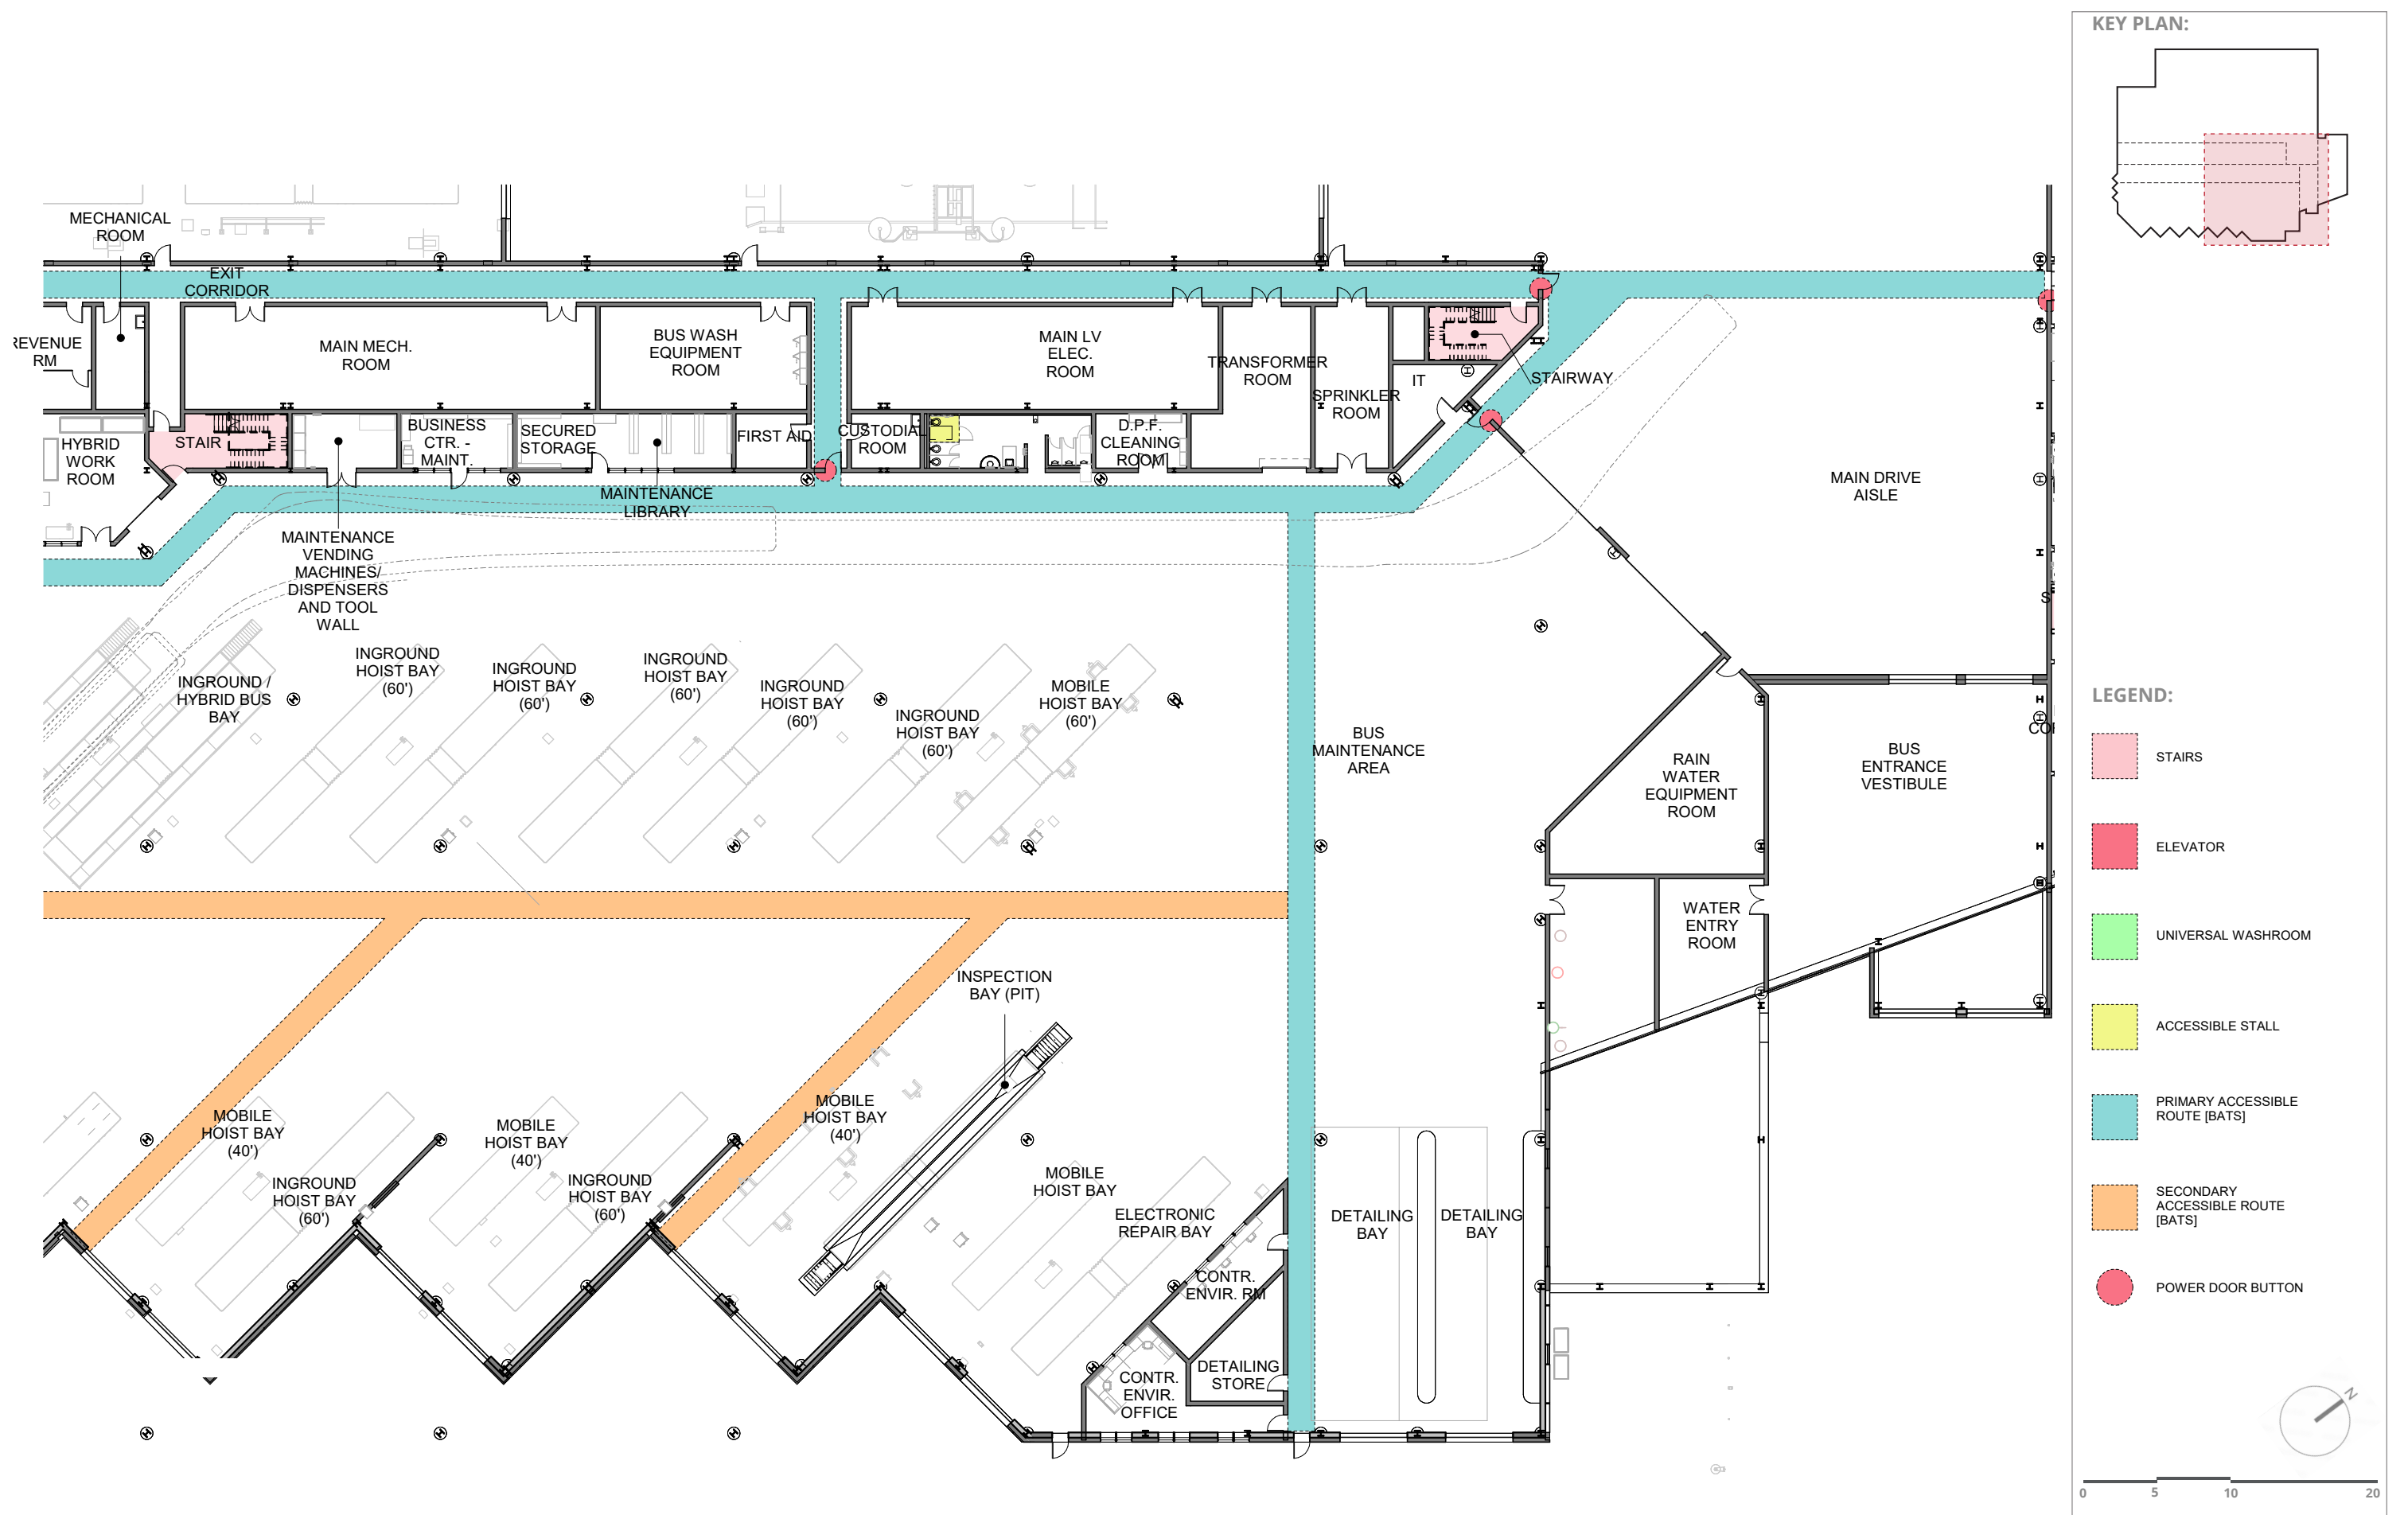 KEY PLAN:
MECHANICAL
ROOM
EXIT
CORRIDOR
REVENUE
RM
MAIN MECH.
ROOM
BUS WASH
EQUIPMENT
ROOM
MAIN LV
ELEC.
ROOM
TRANSFORMER
ROOM
SPRINKLER
ROOM
IT
STAIRWAY
HYBRID
WORK
ROOM
STAIR
BUSINESS
CTR. -
MAINT.
SECURED
STORAGE
FIRST AID
CUSTODIAL
ROOM
D.P.F.
CLEANING
ROOM
MAINTENANCE
LIBRARY
MAIN DRIVE
AISLE
MAINTENANCE
VENDING
MACHINES/
DISPENSERS
AND TOOL
WALL
S
INGROUND /
HYBRID BUS
BAY
INGROUND
HOIST BAY
(60')
INGROUND
HOIST BAY
(60')
INGROUND
HOIST BAY
(60')
INGROUND
HOIST BAY
(60')
INGROUND
HOIST BAY
(60')
MOBILE
HOIST BAY
(60')
BUS
MAINTENANCE
AREA
RAIN
WATER
EQUIPMENT
ROOM
BUS
ENTRANCE
VESTIBULE
WATER
ENTRY
ROOM
INSPECTION
BAY (PIT)
MOBILE
HOIST BAY
(40')
INGROUND
HOIST BAY
(60')
MOBILE
HOIST BAY
(40')
INGROUND
HOIST BAY
(60')
MOBILE
HOIST BAY
(40')
MOBILE
HOIST BAY
ELECTRONIC
REPAIR BAY
CONTR.
ENVIR. RM
DETAILING
STORE
CONTR.
ENVIR.
OFFICE
DETAILING
BAY
DETAILING
BAY
LEGEND:
STAIRS
ELEVATOR
UNIVERSAL WASHROOM
ACCESSIBLE STALL
PRIMARY ACCESSIBLE
ROUTE [BATS]
SECONDARY
ACCESSIBLE ROUTE
[BATS]
POWER DOOR BUTTON
N
0 5 10 20